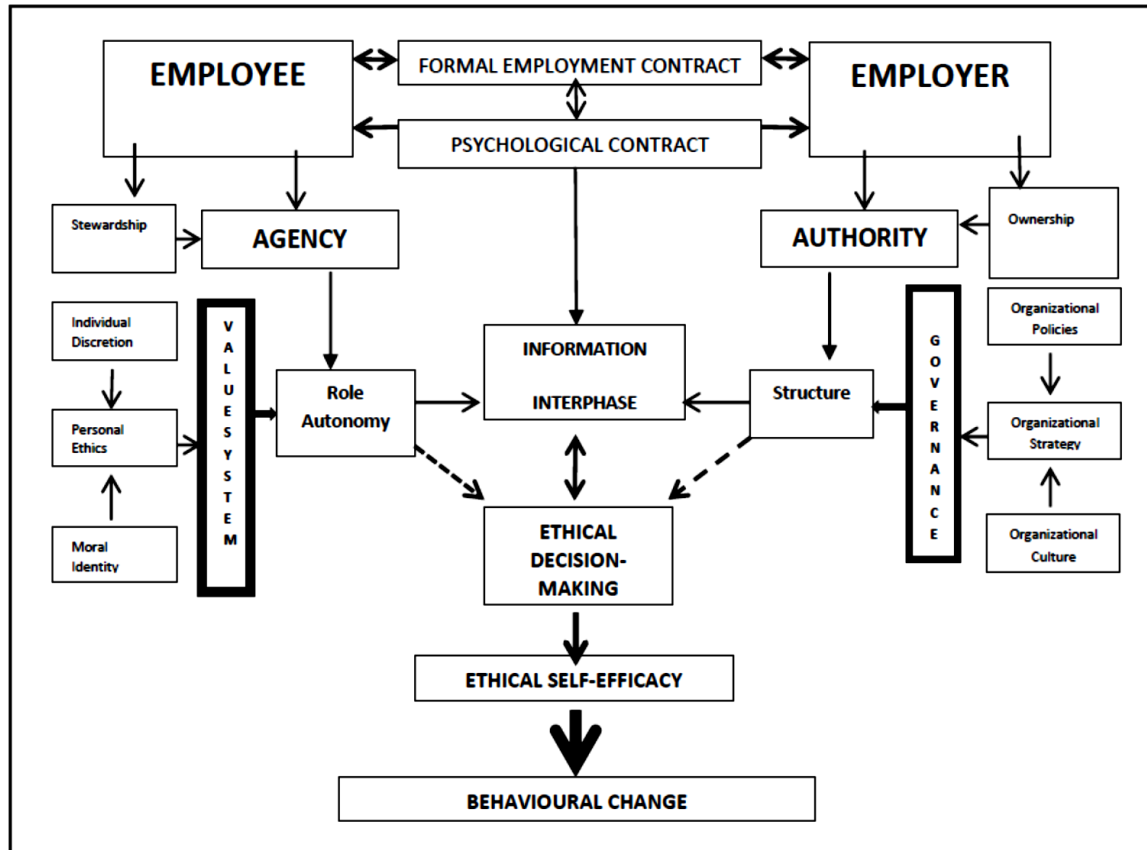 EMPLOYEE
FORMAL EMPLOYMENT CONTRACT
EMPLOYER
PSYCHOLOGICAL CONTRACT
Stewardship
AGENCY
AUTHORITY
Ownership
Individual
Discretion
Personal
Ethics
Moral
Identity
V
A
L
U
E
S
Y
S
T
E
M
Role
Autonomy
INFORMATION
INTERPHASE
Structure
G
O
V
E
R
N
A
N
C
E
Organizational
Policies
Organizational
Strategy
Organizational
Culture
ETHICAL
DECISION-
MAKING
ETHICAL SELF-EFFICACY
BEHAVIOURAL CHANGE